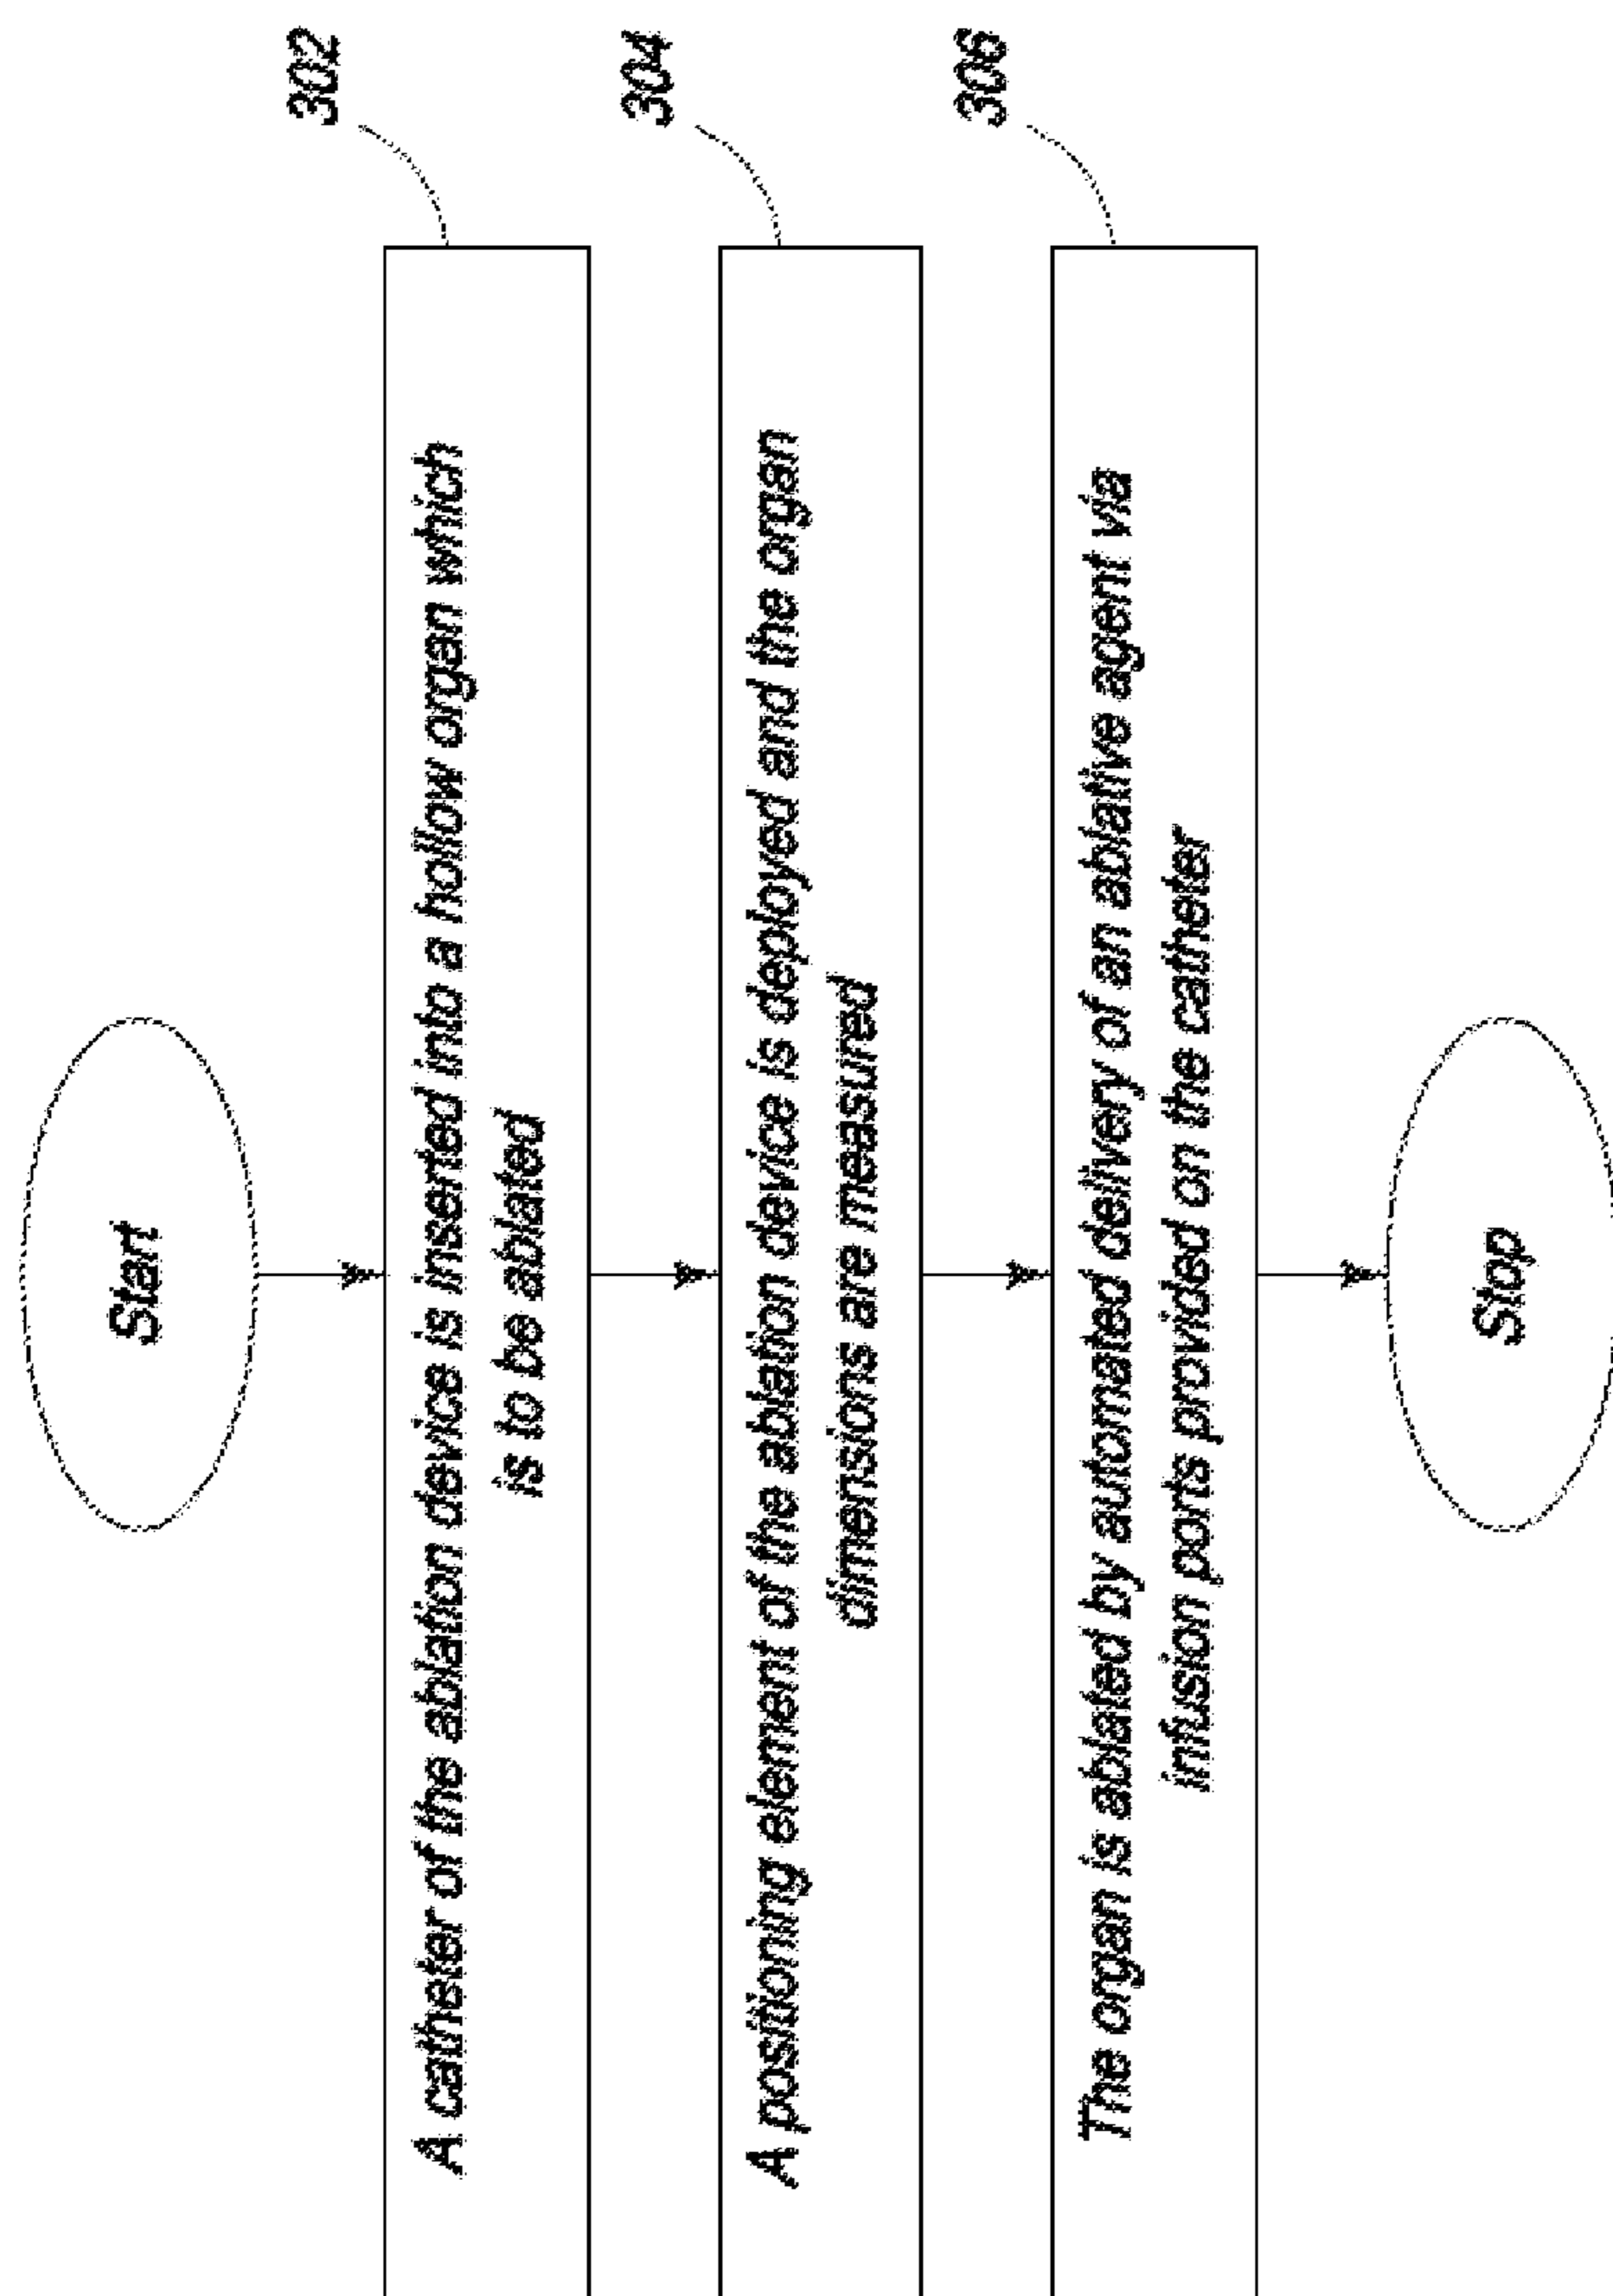 Start
302
A catheter of the ablation device is inserted into a hollow organ which
is to be ablated
304
A positioning element of the ablation device is deployed and the organ
dimensions are measured
306
The organ is ablated by automated delivery of an ablative agent via
infusion ports provided on the catheter
Stop